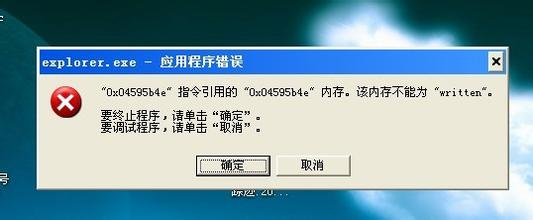 explorer.exe - 应用程序错误
"0x04595b4e" 指令引用的 "0x04595b4e" 内存。该内存不能为 "written"。
要终止程序，请单击“确定”。
要调试程序，请单击“取消”。
确定
取消
号